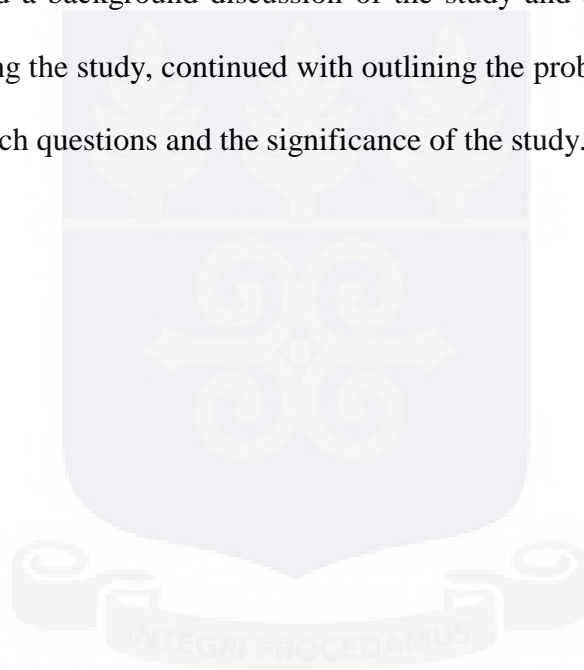 a background discussion of the study and
ng the study, continued with outlining the prob
ch questions and the significance of the study.
INTEGRI PROCEDAMUS